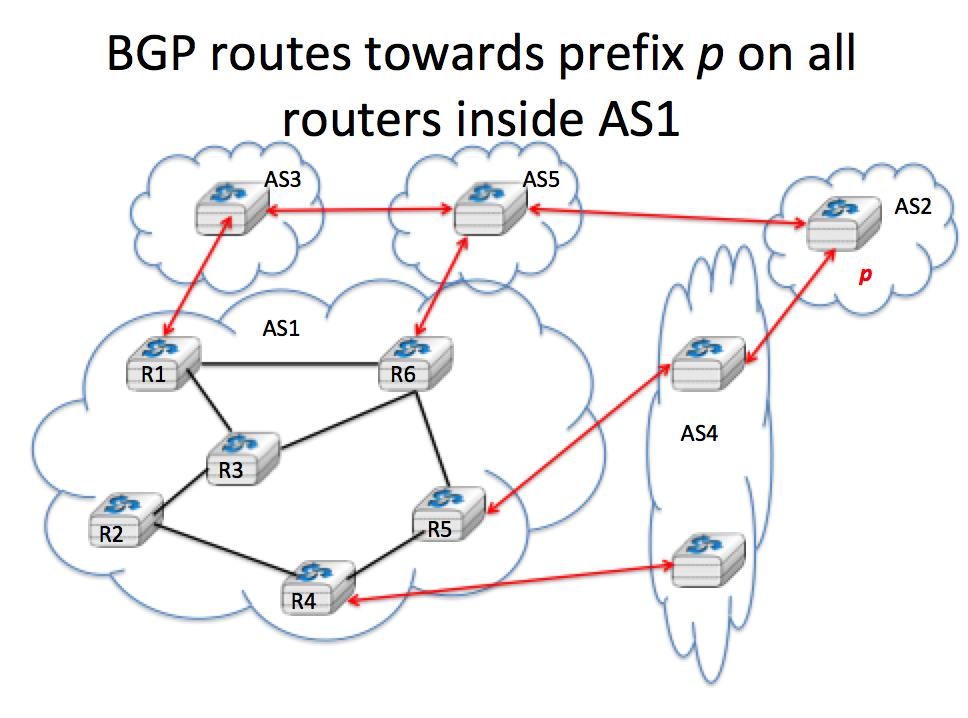 BGP routes towards prefix p on all
routers inside AS1
AS3
AS5
AS2
p
AS1
R1
R6
AS4
R3
R2
R5
R4